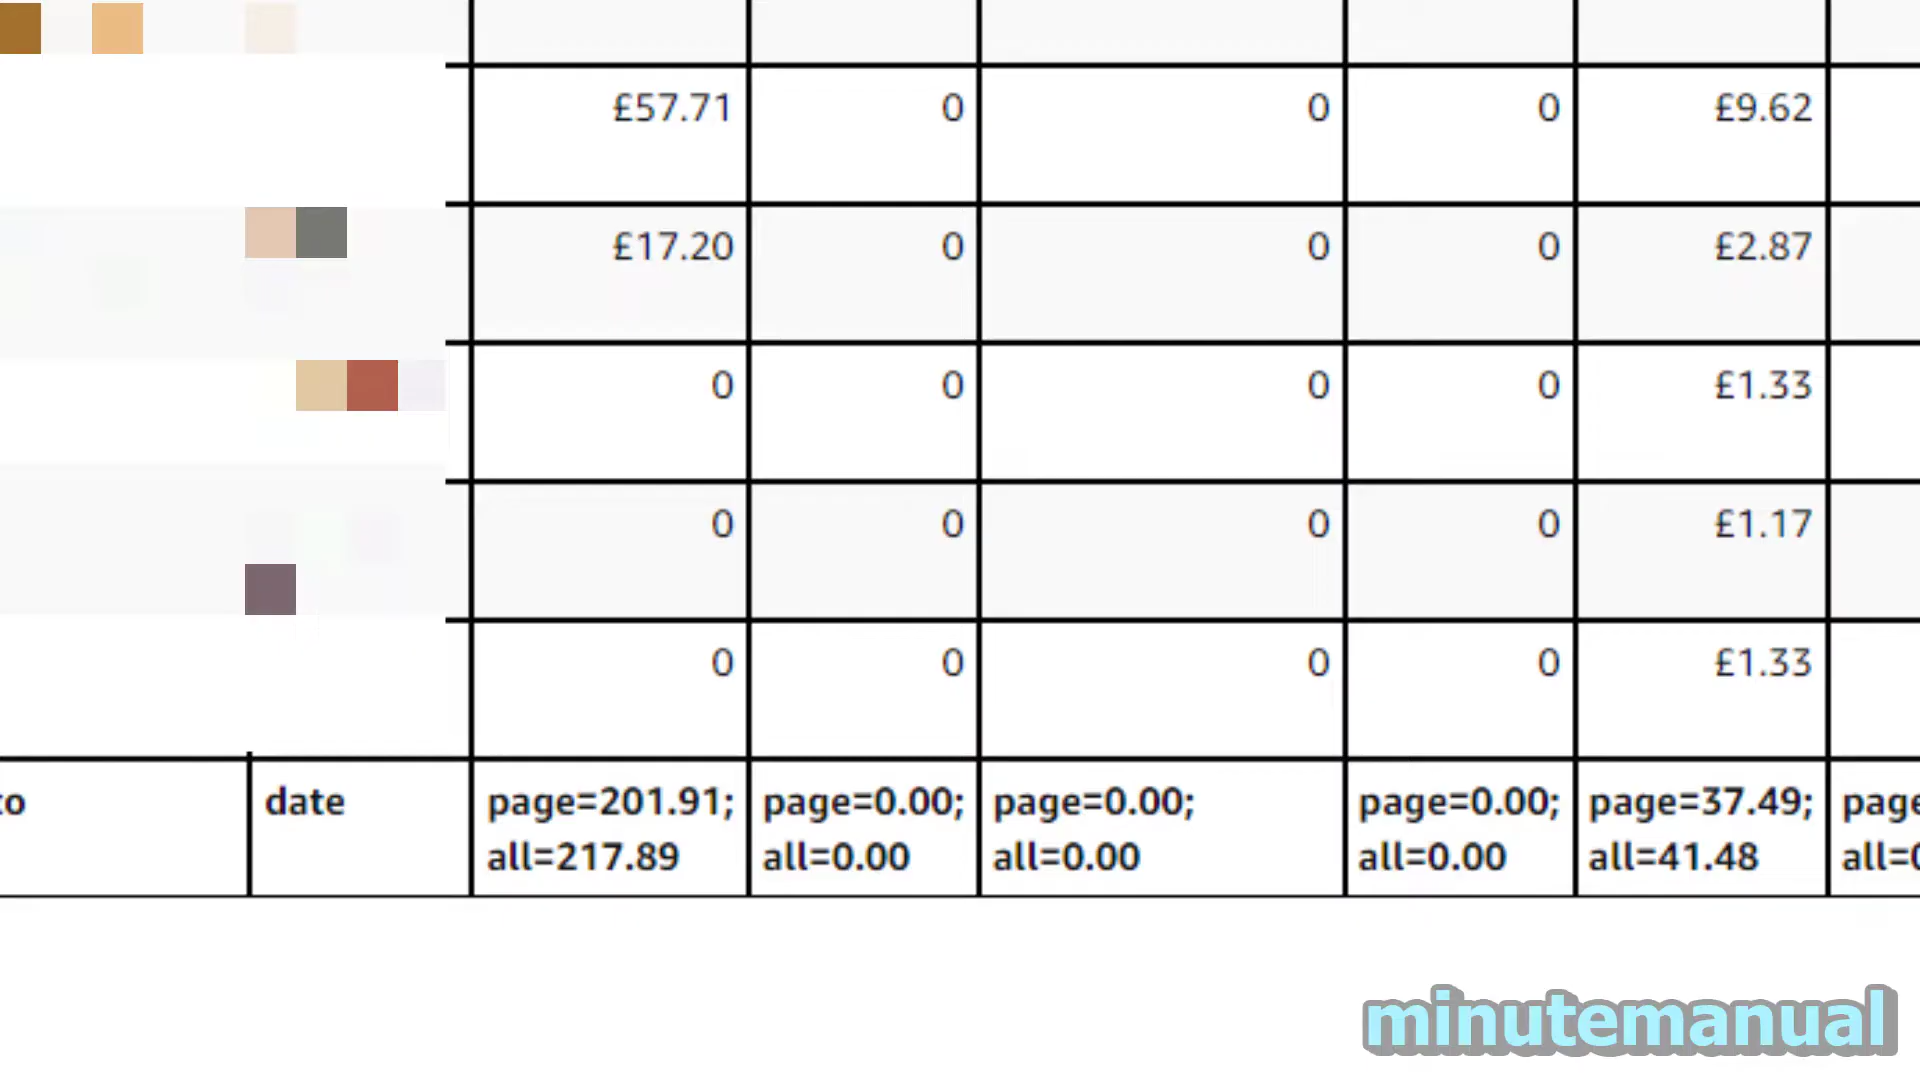 £57.71 0 0 0 £9.62
£17.20 0 0 0 £2.87
0 0 0 0 £1.33
0 0 0 0 £1.17
0 0 0 0 £1.33
date page=201.91; page=0.00; page=0.00; page=0.00; page=37.49; page
all=217.89 all=0.00 all=0.00 all=0.00 all=41.48
minutemanual